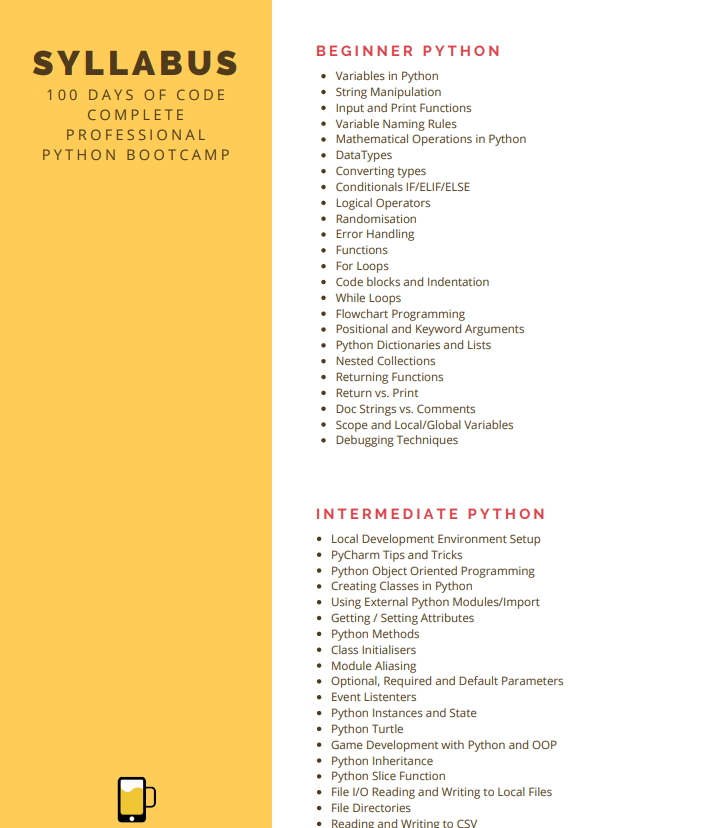 SYLLABUS
100 DAYS OF CODE
COMPLETE
PROFESSIONAL
PYTHON BOOTCAMP
BEGINNER PYTHON
• Variables in Python
• String Manipulation
• Input and Print Functions
• Variable Naming Rules
• Mathematical Operations in Python
• DataTypes
• Converting types
• Conditionals IF/ELIF/ELSE
• Logical Operators
• Randomisation
• Error Handling
• Functions
• For Loops
• Code blocks and Indentation
• While Loops
• Flowchart Programming
• Positional and Keyword Arguments
• Python Dictionaries and Lists
• Nested Collections
• Returning Functions
• Return vs. Print
• Doc Strings vs. Comments
• Scope and Local/Global Variables
• Debugging Techniques
INTERMEDIATE PYTHON
• Local Development Environment Setup
• PyCharm Tips and Tricks
• Python Object Oriented Programming
• Creating Classes in Python
• Using External Python Modules/Import
• Getting / Setting Attributes
• Python Methods
• Class Initialisers
• Module Aliasing
• Optional, Required and Default Parameters
• Event Listenters
• Python Instances and State
• Python Turtle
• Game Development with Python and OOP
• Python Inheritance
• Python Slice Function
• File I/O Reading and Writing to Local Files
• File Directories
• Reading and Writing to CSV